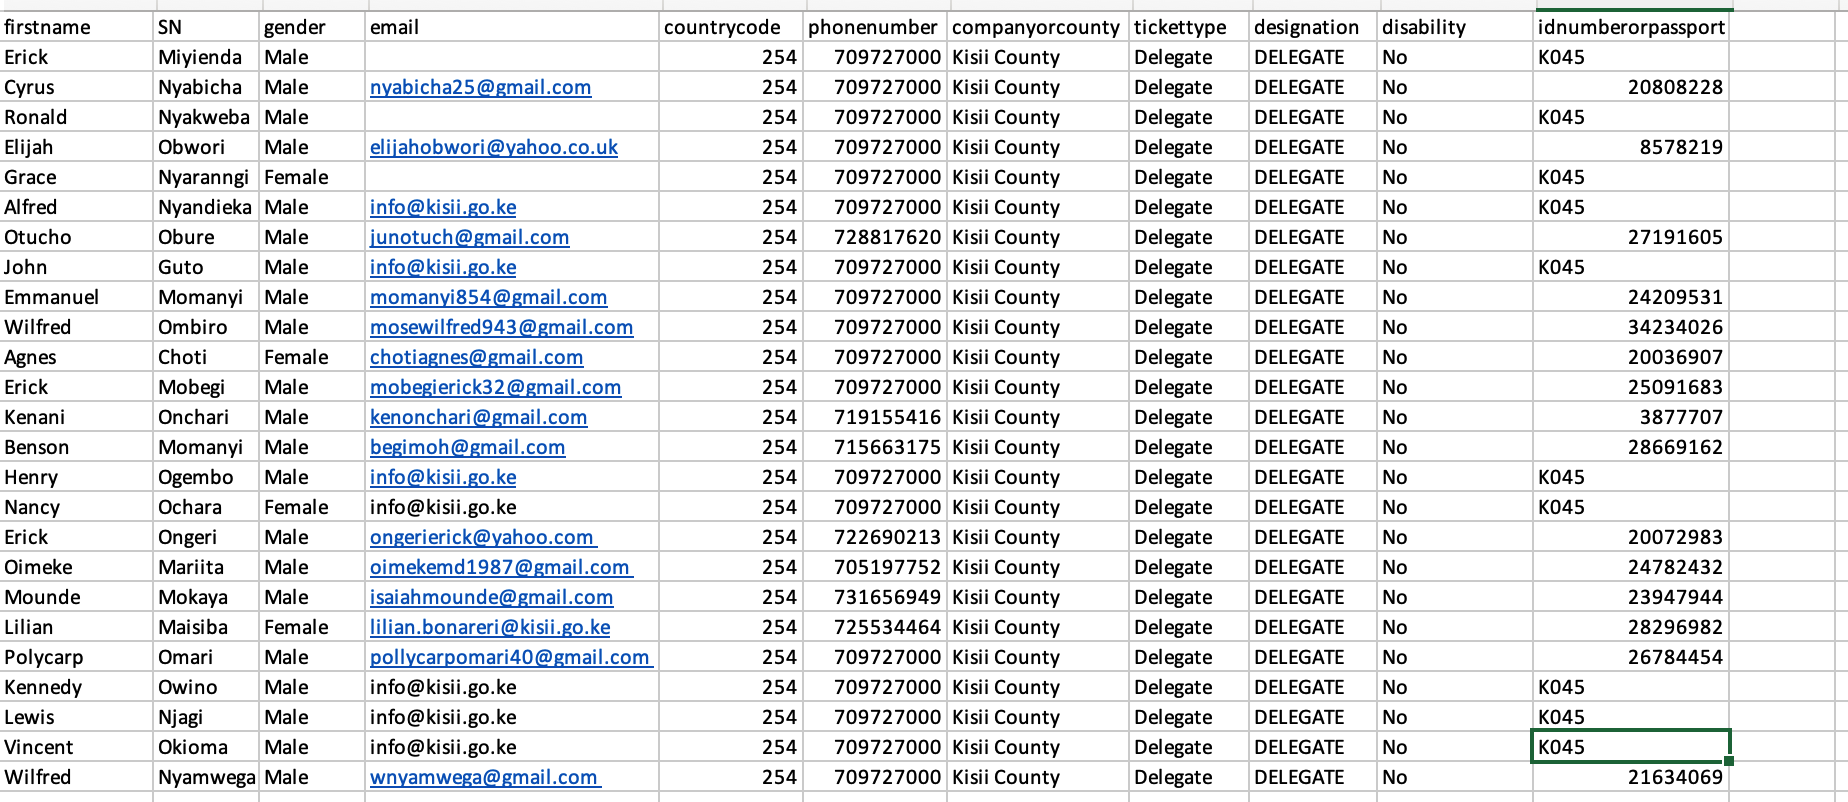 firstname SN gender email countrycode phonenumber companyorcounty tickettype designation disability idnumberorpassport
Erick Miyienda Male 254 709727000 Kisii County Delegate DELEGATE No K045
Cyrus Nyabicha Male nyabicha25@gmail.com 254 709727000 Kisii County Delegate DELEGATE No 20808228
Ronald Nyakweba Male 254 709727000 Kisii County Delegate DELEGATE No K045
Elijah Obwori Male elijahobwori@yahoo.co.uk 254 709727000 Kisii County Delegate DELEGATE No 8578219
Grace Nyaranngi Female 254 709727000 Kisii County Delegate DELEGATE No K045
Alfred Nyandieka Male info@kisii.go.ke 254 709727000 Kisii County Delegate DELEGATE No K045
Otucho Obure Male junotuch@gmail.com 254 728817620 Kisii County Delegate DELEGATE No 27191605
John Guto Male info@kisii.go.ke 254 709727000 Kisii County Delegate DELEGATE No K045
Emmanuel Momanyi Male momanyi854@gmail.com 254 709727000 Kisii County Delegate DELEGATE No 24209531
Wilfred Ombiro Male mosewilfred943@gmail.com 254 709727000 Kisii County Delegate DELEGATE No 34234026
Agnes Choti Female chotiagnes@gmail.com 254 709727000 Kisii County Delegate DELEGATE No 20036907
Erick Mobegi Male mobegierick32@gmail.com 254 709727000 Kisii County Delegate DELEGATE No 25091683
Kenani Onchari Male kenonchari@gmail.com 254 719155416 Kisii County Delegate DELEGATE No 3877707
Benson Momanyi Male begimoh@gmail.com 254 715663175 Kisii County Delegate DELEGATE No 28669162
Henry Ogembo Male info@kisii.go.ke 254 709727000 Kisii County Delegate DELEGATE No K045
Nancy Ochara Female info@kisii.go.ke 254 709727000 Kisii County Delegate DELEGATE No K045
Erick Ongeri Male ongerierick@yahoo.com 254 722690213 Kisii County Delegate DELEGATE No 20072983
Oimeke Mariita Male oimekemd1987@gmail.com 254 705197752 Kisii County Delegate DELEGATE No 24782432
Mounde Mokaya Male isaiahmounde@gmail.com 254 731656949 Kisii County Delegate DELEGATE No 23947944
Lilian Maisiba Female lilian.bonareri@kisii.go.ke 254 725534464 Kisii County Delegate DELEGATE No 28296982
Polycarp Omari Male pollycarpomari40@gmail.com 254 709727000 Kisii County Delegate DELEGATE No 26784454
Kennedy Owino Male info@kisii.go.ke 254 709727000 Kisii County Delegate DELEGATE No K045
Lewis Njagi Male info@kisii.go.ke 254 709727000 Kisii County Delegate DELEGATE No K045
Vincent Okioma Male info@kisii.go.ke 254 709727000 Kisii County Delegate DELEGATE No K045
Wilfred Nyamwega Male wnyamwega@gmail.com 254 709727000 Kisii County Delegate DELEGATE No 21634069